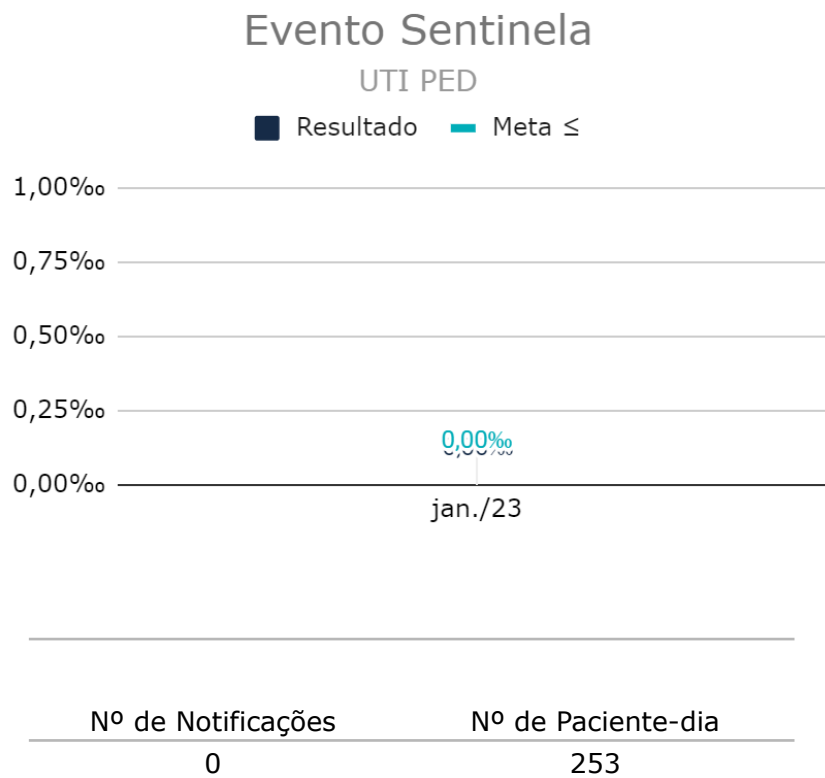 Evento Sentinela
UTI PED
Resultado Meta ≤
1,00‱
0,75‱
0,50‱
0,25‱
0,00‱
0,00‱
jan./23
Nº de Notificações Nº de Paciente-dia
0 253